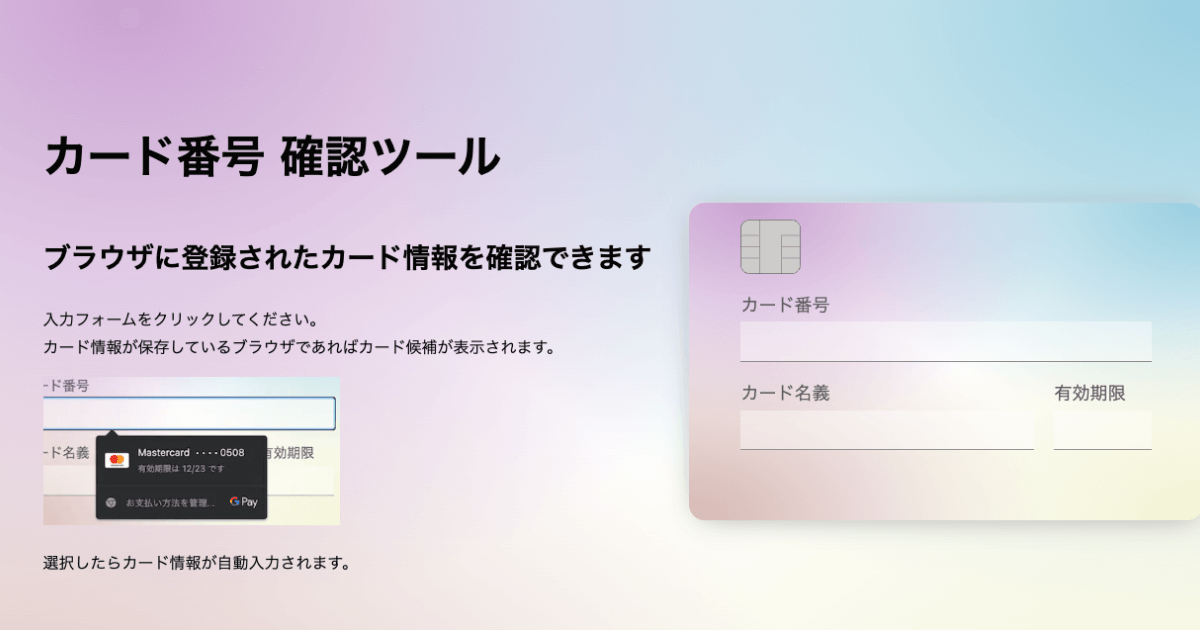 カード番号 確認ツール
ブラウザに登録されたカード情報を確認できます
入力フォームをクリックしてください。
カード情報が保存しているブラウザであればカード候補が表示されます。
ード番号
ード名義
有効期限
Mastercard ････0508
有効期限は 12/23 です
お支払い方法を管理...
G Pay
選択したらカード情報が自動入力されます。
カード番号
カード名義
有効期限